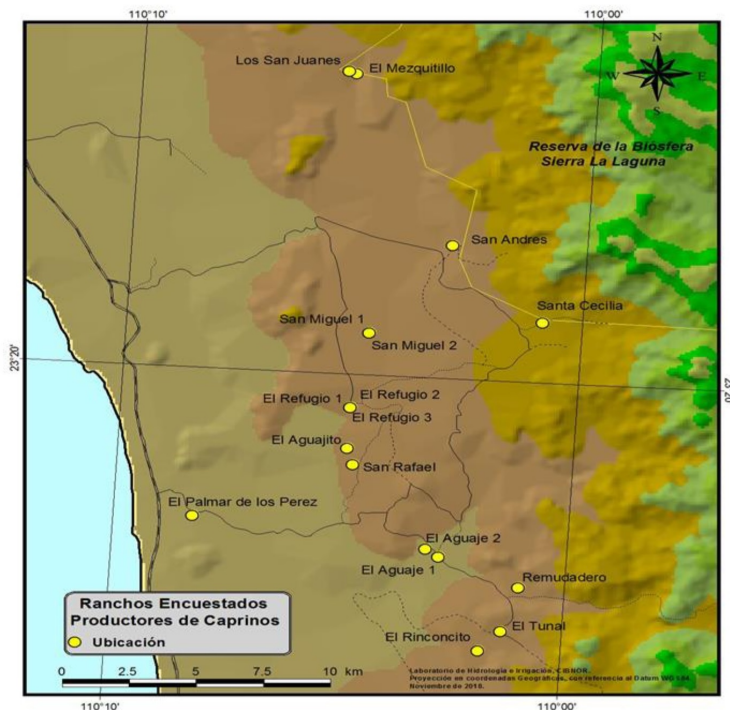 110°10'
110°00'
Los San Juanes
El Mezquitillo
N
W E
S
Reserva de la Biósfera
Sierra La Laguna
San Andres
Santa Cecilia
San Miguel 1
San Miguel 2
23°20'
23°20'
El Refugio 1
El Refugio 2
El Refugio 3
El Aguajito
San Rafael
El Palmar de los Perez
El Aguaje 2
El Aguaje 1
Remudadero
El Tunal
El Rinconcito
Ranchos Encuestados
Productores de Caprinos
Ubicación
0 2.5 5 7.5 10 km
Laboratorio de Hidrología e Irrigación, CIBNOR.
Proyección en coordenadas Geográficas, con referencia al Datum
Noviembre de 2018.
110°10'
110°00'